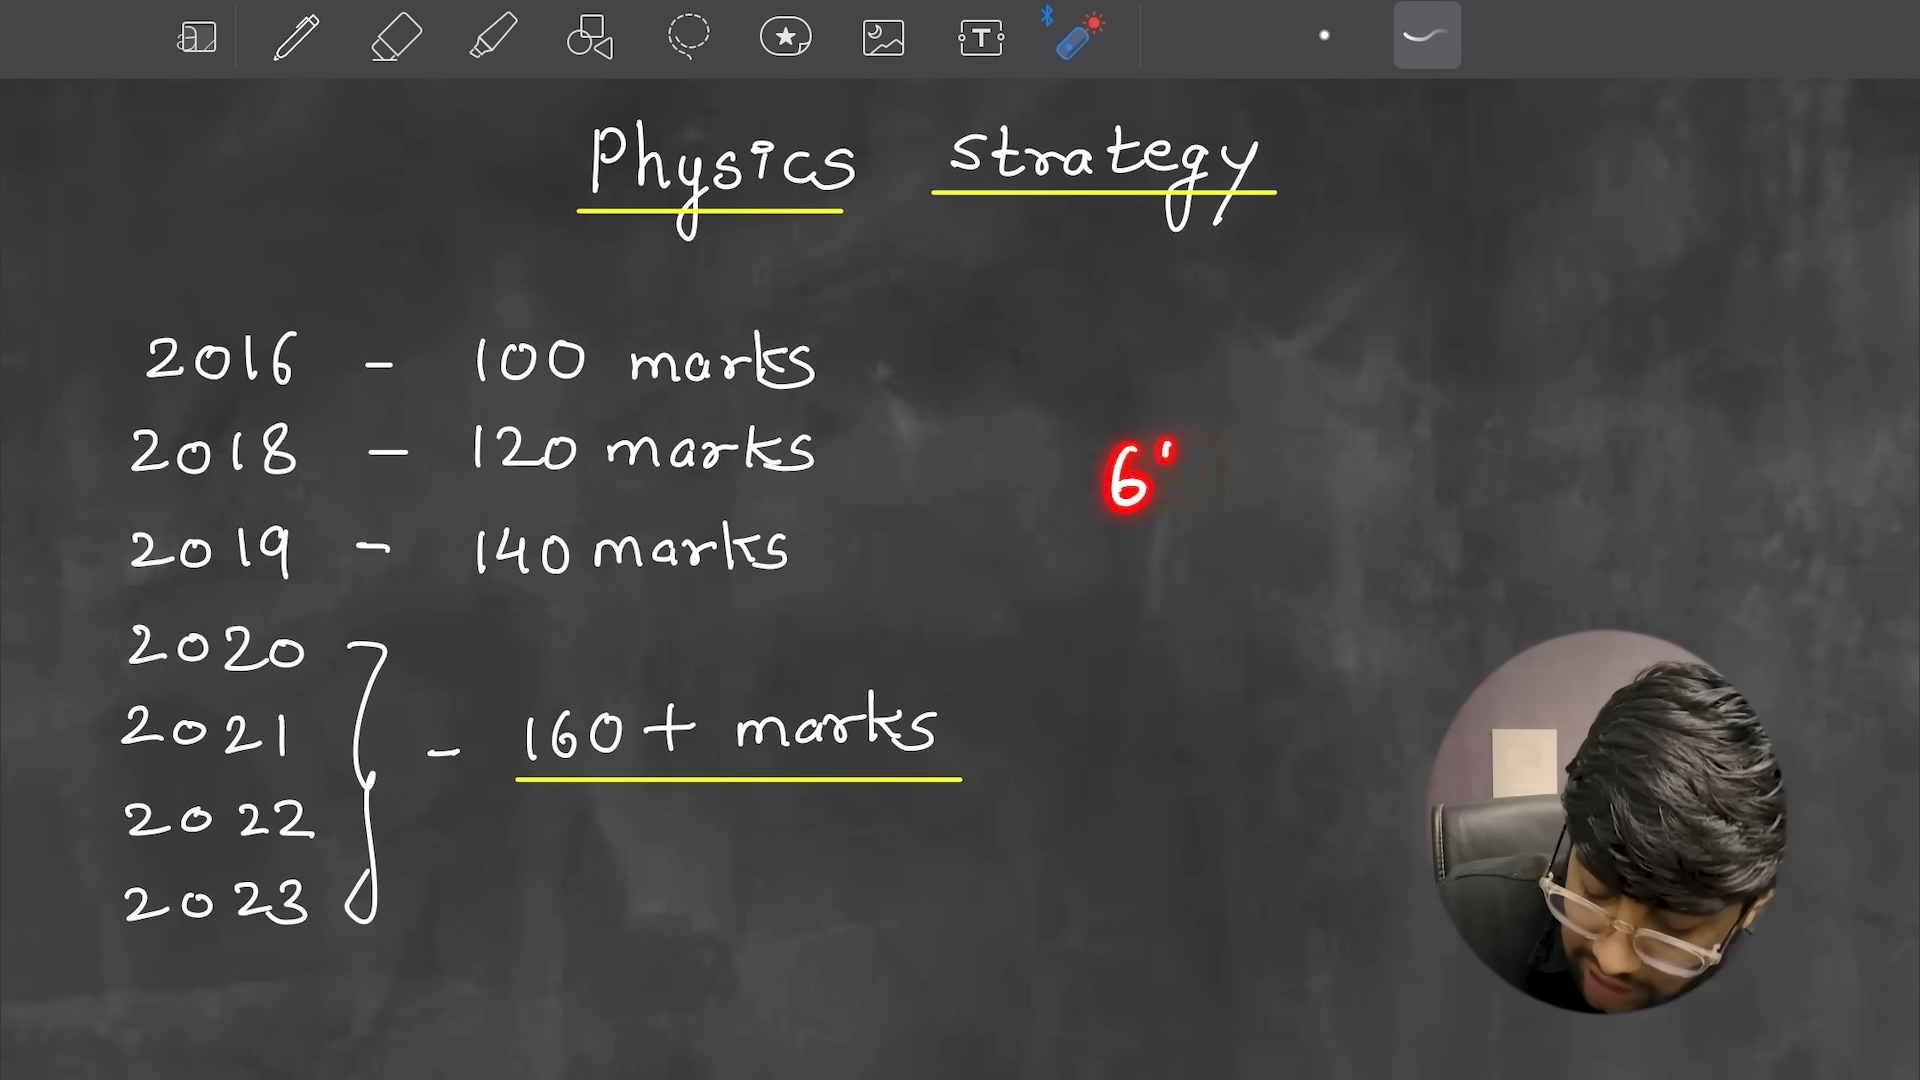 Physics strategy
2016 - 100 marks
2018 - 120 marks
2019 - 140 marks
2020
2021
2022
2023
- 160+ marks
6'